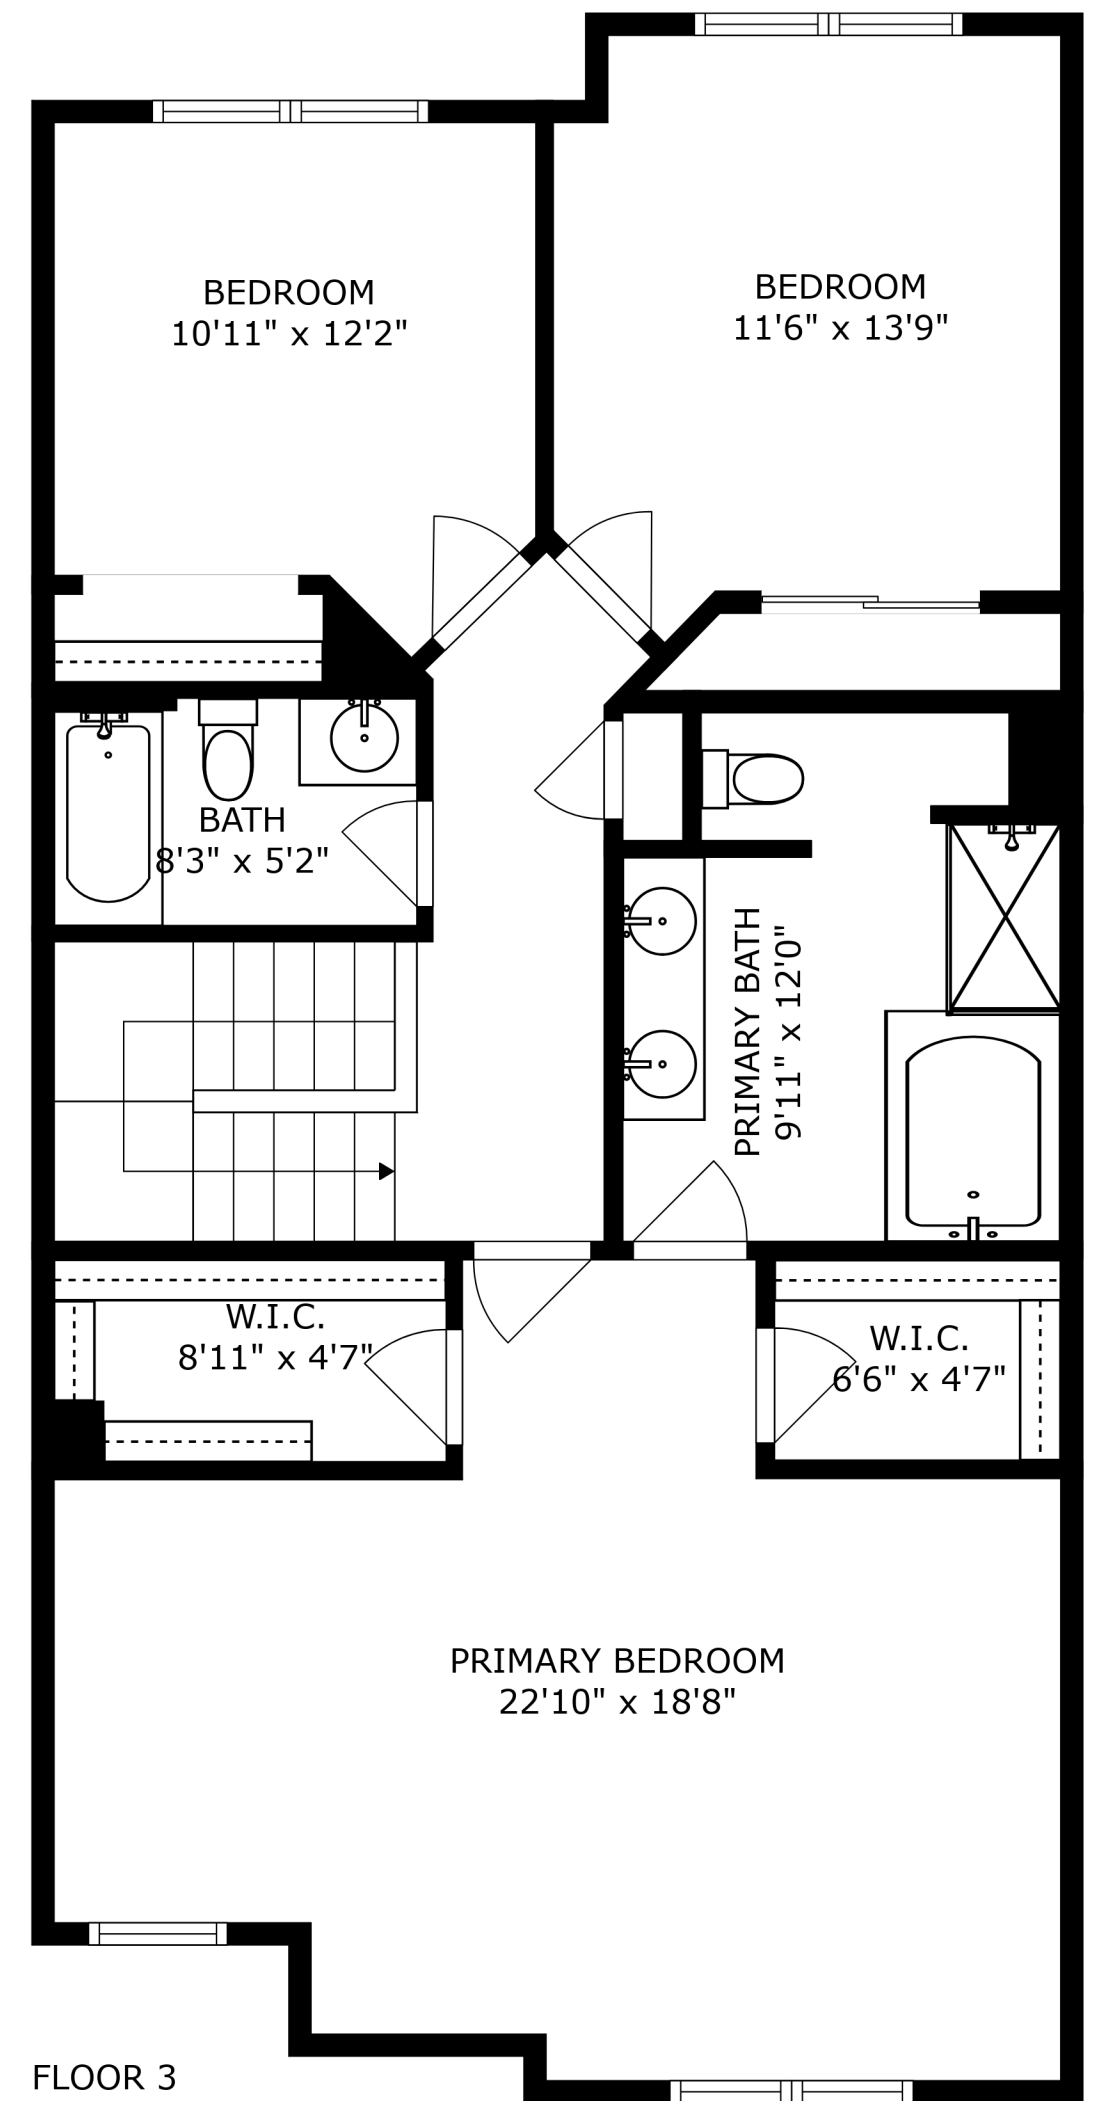 BEDROOM
10'11" x 12'2"
BEDROOM
11'6" x 13'9"
BATH
8'3" x 5'2"
PRIMARY BATH
9'11" x 12'0"
W.I.C.
8'11" x 4'7"
W.I.C.
6'6" x 4'7"
PRIMARY BEDROOM
22'10" x 18'8"
FLOOR 3